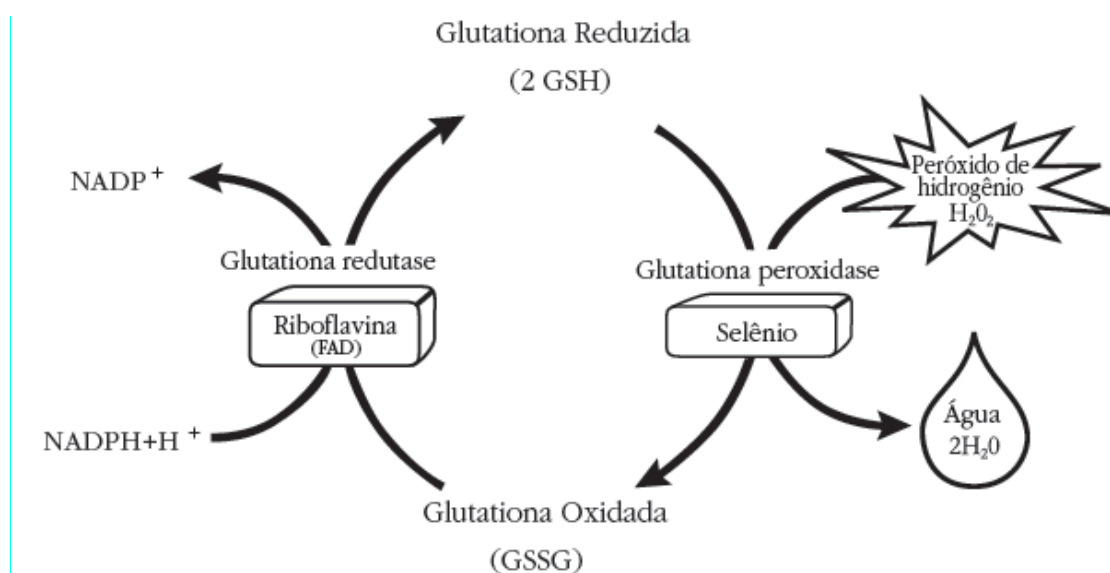 Glutationa Reduzida
(2 GSH)
NADP+
Peróxido de
hidrogênio
H₂0₂
Glutationa redutase
Glutationa peroxidase
Riboflavina
(FAD)
Selênio
NADPH+H +
Água
2H₂0
Glutationa Oxidada
(GSSG)